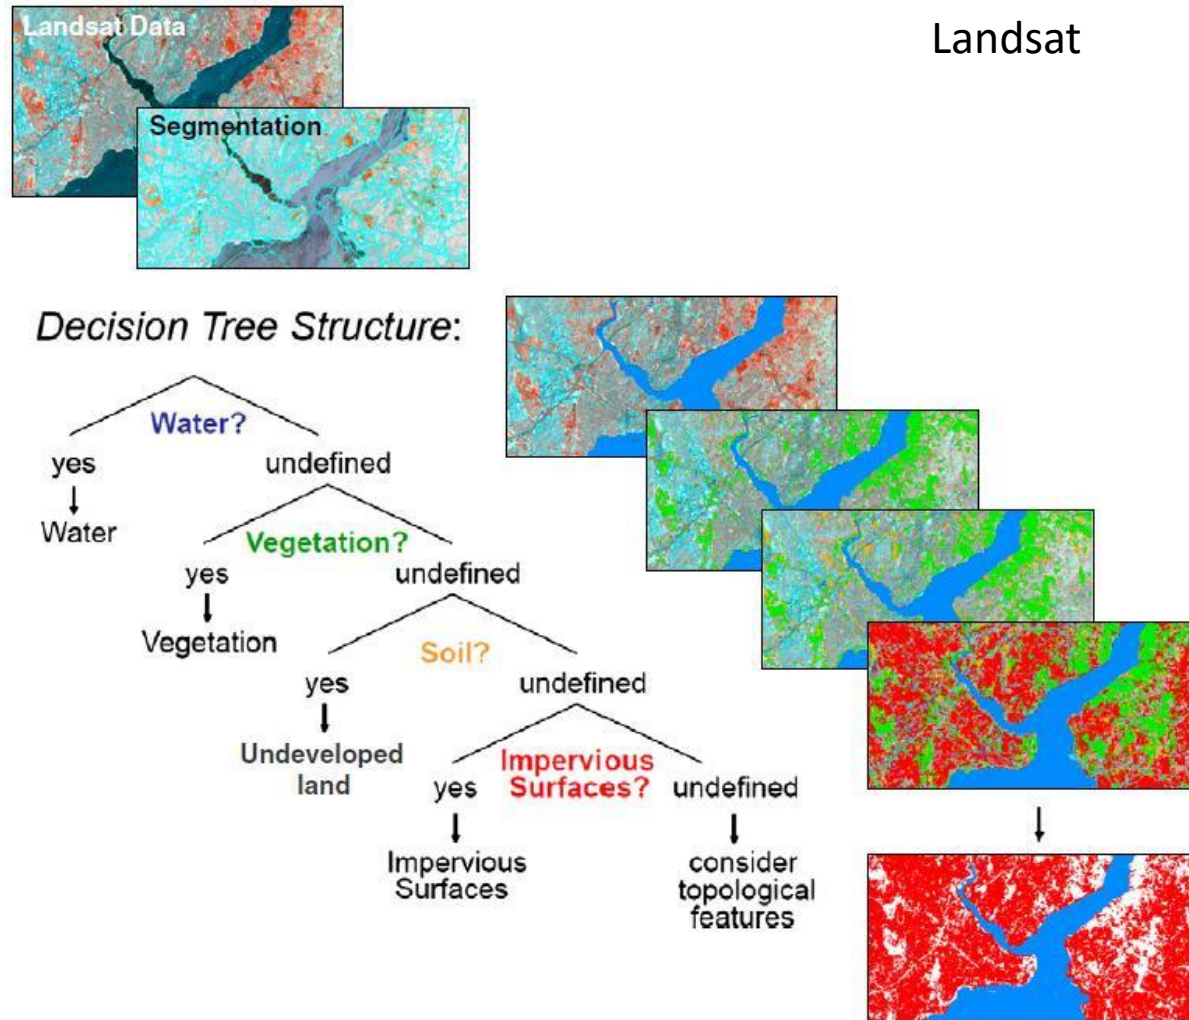 Landsat Data
Landsat
Segmentation
Decision Tree Structure:
Water?
yes
undefined
Water
Vegetation?
yes
undefined
Vegetation
Soil?
yes
undefined
Undeveloped
land
Impervious
Surfaces?
yes
undefined
Impervious
Surfaces
consider
topological
features